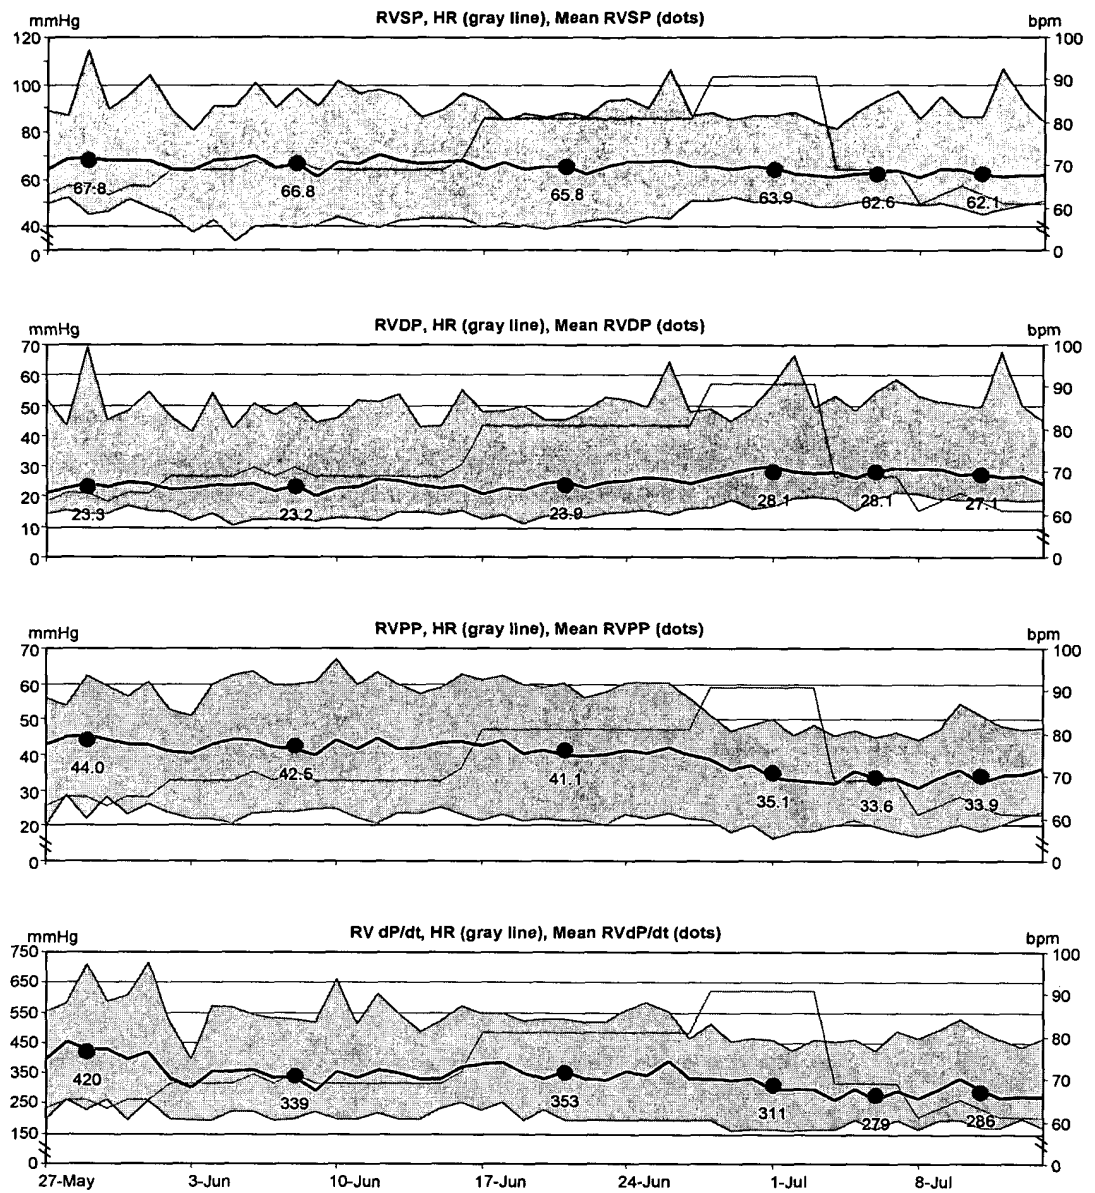 RVSP, HR (gray line), Mean RVSP (dots)
mmHg bpm
120 100
100 90
80 80
60 70
40 60
0 0
67.8 66.8 65.8 63.9 62.6 62.1
RVDP, HR (gray line), Mean RVDP (dots)
mmHg bpm
70 100
60 90
50
40 80
30 70
20
10 60
0 0
23.3 23.2 23.9 28.1 28.1 27.1
RVPP, HR (gray line), Mean RVPP (dots)
mmHg bpm
70 100
60 90
50 80
40
30 70
20 60
0 0
44.0 42.5 41.1 35.1 33.6 33.9
RV dP/dt, HR (gray line), Mean RVdP/dt (dots)
mmHg bpm
750 100
650 90
550
450 80
350 70
250
150 60
0 0
420 339 353 311 279 286
27-May 3-Jun 10-Jun 17-Jun 24-Jun 1-Jul 8-Jul